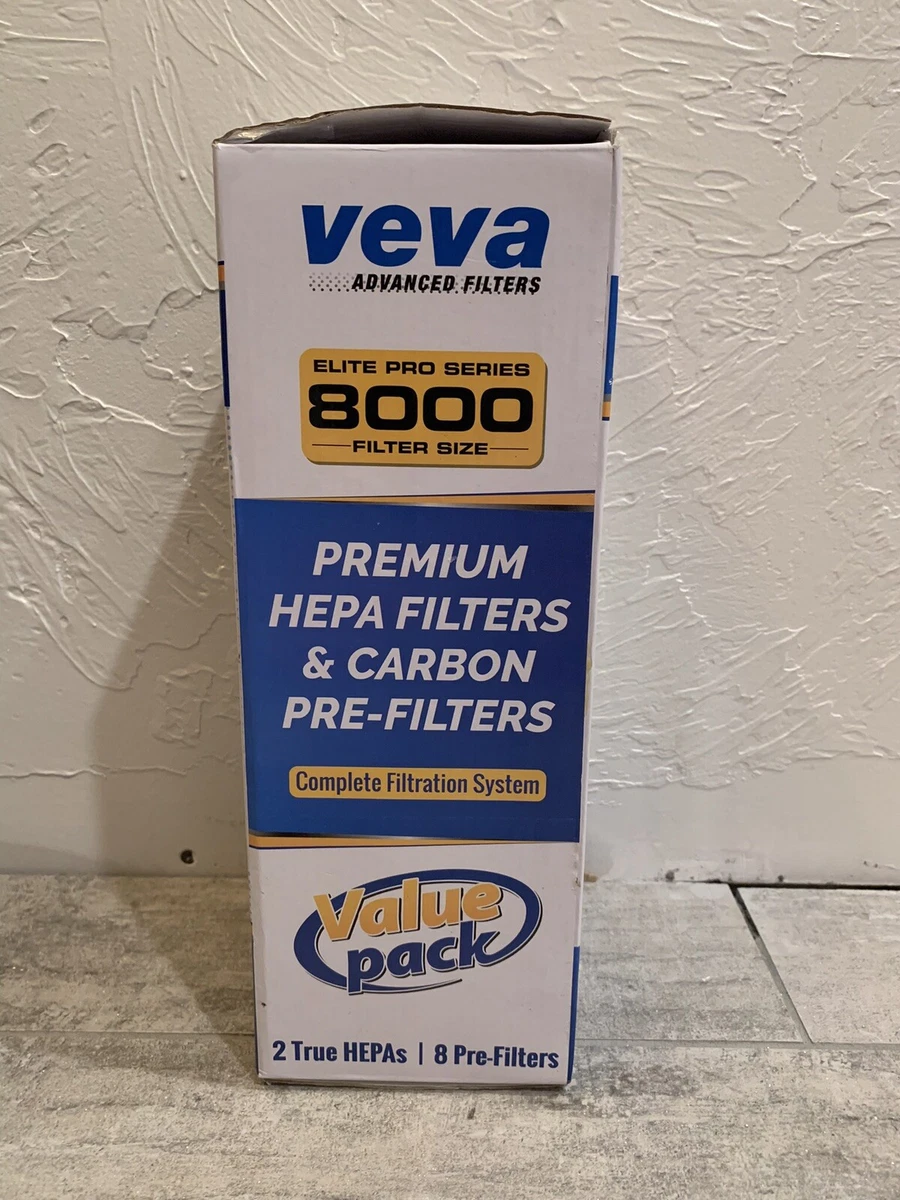 veva
ADVANCED FILTERS
ELITE PRO SERIES
8000
FILTER SIZE
PREMIUM
HEPA FILTERS
& CARBON
PRE-FILTERS
Complete Filtration System
Value
pack
2 True HEPAs | 8 Pre-Filters